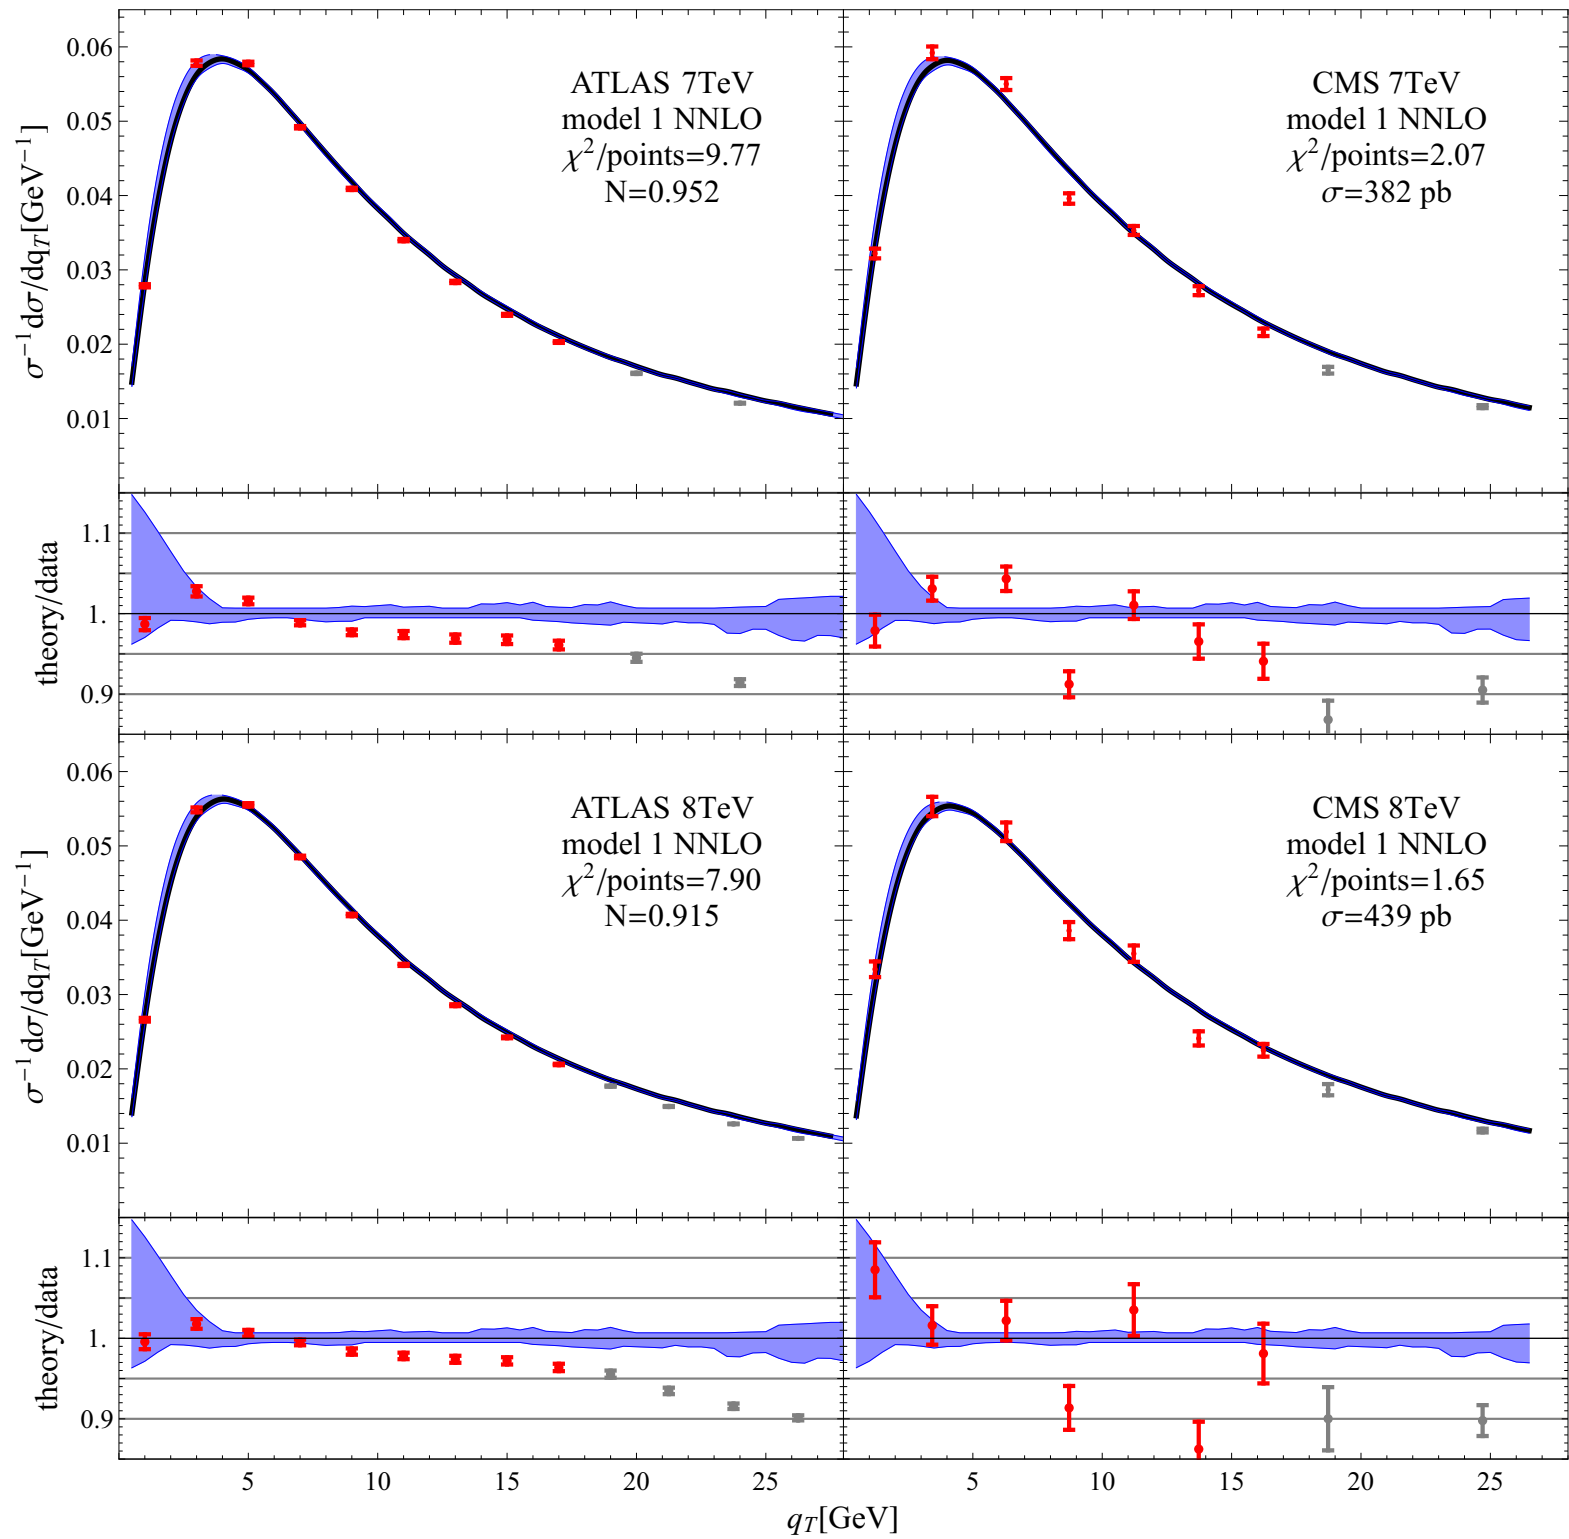 ATLAS 7TeV
model 1 NNLO
χ²/points=9.77
N=0.952
CMS 7TeV
model 1 NNLO
χ²/points=2.07
σ=382 pb
σ⁻¹dσ/dq_T[GeV⁻¹]
0.06
0.05
0.04
0.03
0.02
0.01
theory/data
1.1
1.
0.9
ATLAS 8TeV
model 1 NNLO
χ²/points=7.90
N=0.915
CMS 8TeV
model 1 NNLO
χ²/points=1.65
σ=439 pb
σ⁻¹dσ/dq_T[GeV⁻¹]
0.06
0.05
0.04
0.03
0.02
0.01
theory/data
1.1
1.
0.9
5 10 15 20 25 5 10 15 20 25
q_T[GeV]